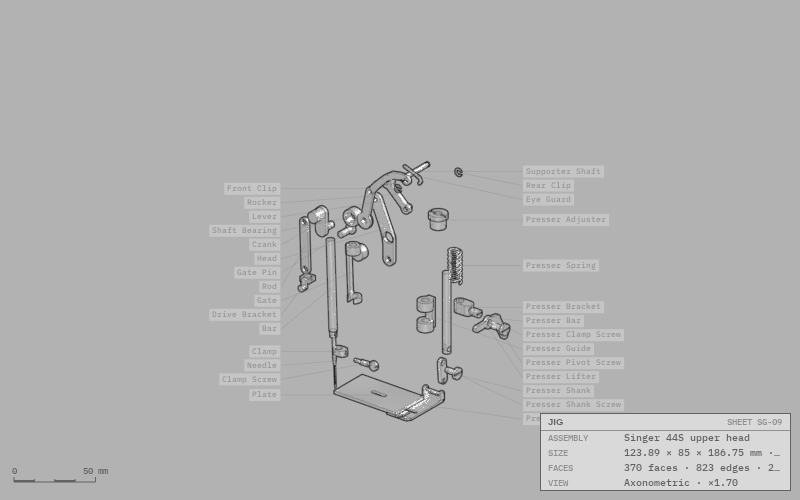 Supporter Shaft
Rear Clip
Eye Guard
Presser Adjuster
Presser Spring
Presser Bracket
Presser Bar
Presser Clamp Screw
Presser Guide
Presser Pivot Screw
Presser Lifter
Presser Shank
Presser Shank Screw
Pre
Front Clip
Rocker
Lever
Shaft Bearing
Crank
Head
Gate Pin
Rod
Gate
Drive Bracket
Bar
Clamp
Needle
Clamp Screw
Plate
0 50 mm
JIG SHEET SG-09
ASSEMBLY Singer 44S upper head
SIZE 123.89 × 85 × 186.75 mm ·…
FACES 370 faces · 823 edges · 2…
VIEW Axonometric · ×1.70